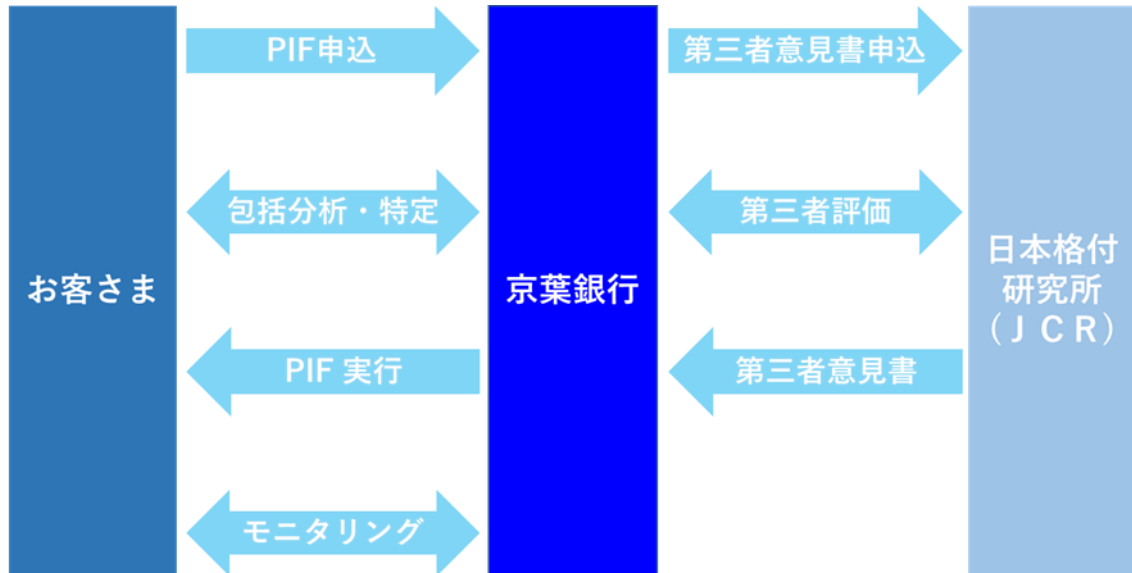 PIF申込
第三者意見書申込
包括分析・特定
第三者評価
お客さま
京葉銀行
日本格付
研究所
（ＪＣＲ）
PIF 実行
第三者意見書
モニタリング